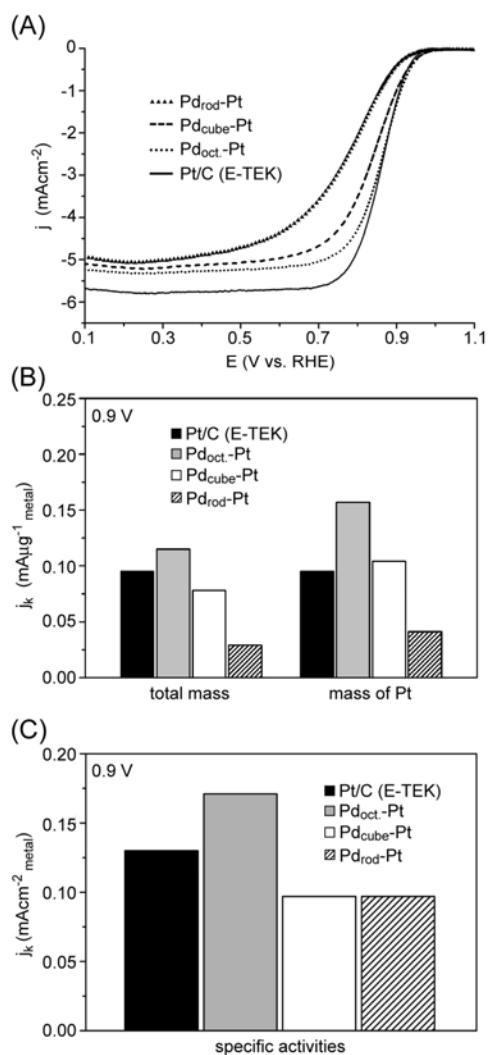 (A)
0
-1
-2
-3
-4
-5
-6
j (mAcm-2)
Pdrod-Pt
Pdcube-Pt
Pdoct.-Pt
Pt/C (E-TEK)
0.1 0.3 0.5 0.7 0.9 1.1
E (V vs. RHE)
(B)
0.25
0.20
0.15
0.10
0.05
0.00
jk (mAμg-1 metal)
0.9 V
Pt/C (E-TEK)
Pdoct.-Pt
Pdcube-Pt
Pdrod-Pt
total mass mass of Pt
(C)
0.20
0.15
0.10
0.05
0.00
jk (mAcm-2 metal)
0.9 V
Pt/C (E-TEK)
Pdoct.-Pt
Pdcube-Pt
Pdrod-Pt
specific activities